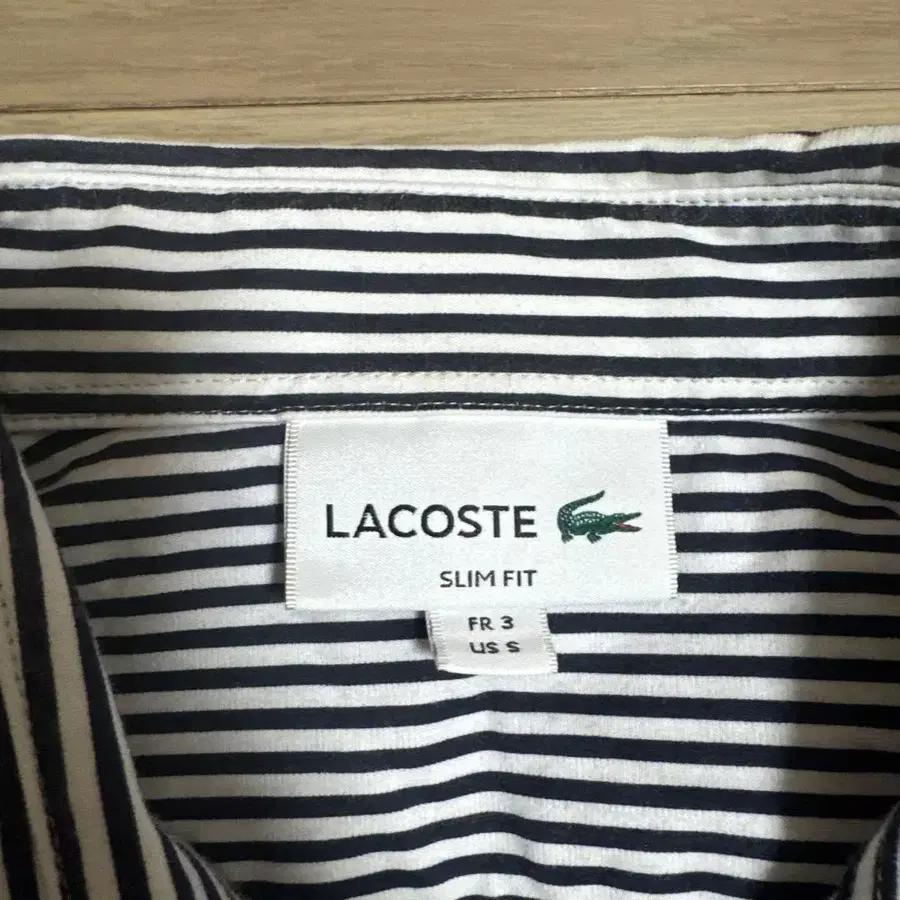 LACOSTE
SLIM FIT
FR 3
US S